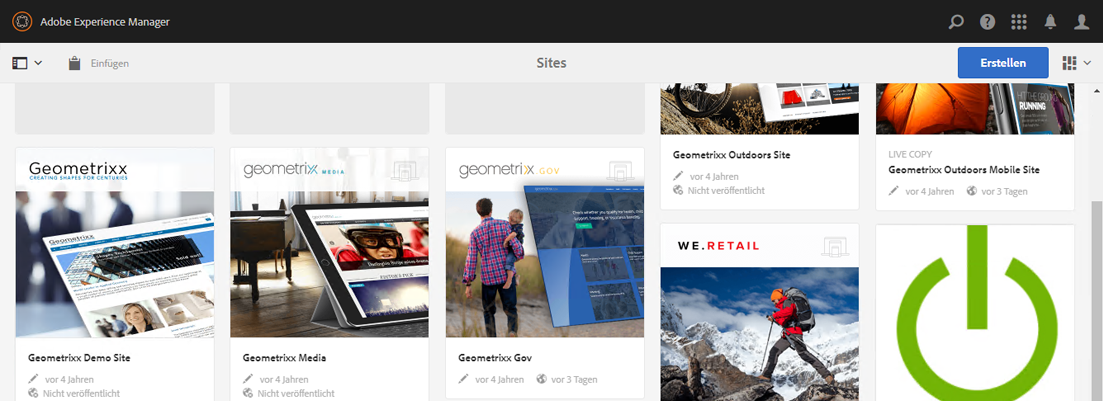 Adobe Experience Manager
Einfügen
Sites
Erstellen
RUNNING
Geometrixx Outdoors Site
vor 4 Jahren
Nicht veröffentlicht
LIVE COPY
Geometrixx Outdoors Mobile Site
vor 4 Jahren vor 3 Tagen
Geometrixx
CREATING SHAPES FOR CENTURIES
Geometrixx Demo Site
vor 4 Jahren
Nicht veröffentlicht
geometrixx MEDIA
Geometrixx Media
vor 4 Jahren
Nicht veröffentlicht
geometrixx.GOV
Geometrixx Gov
vor 4 Jahren vor 3 Tagen
WE.RETAIL